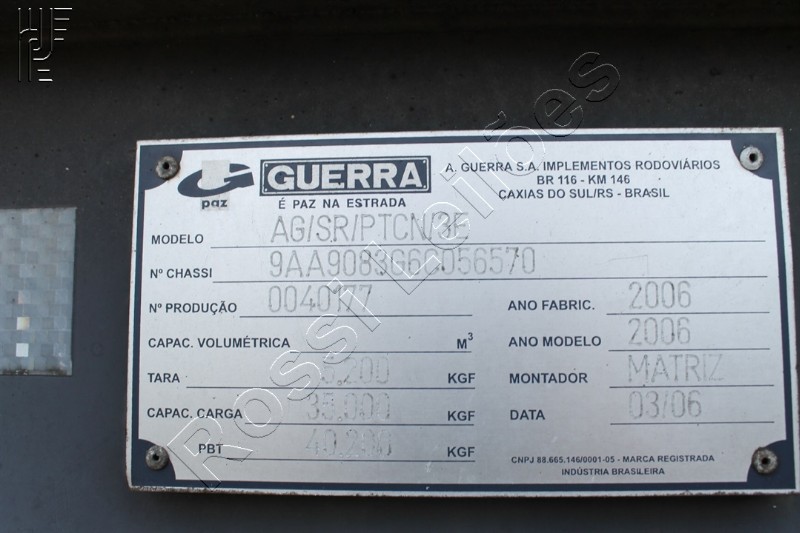 GUERRA
paz
É PAZ NA ESTRADA
A. GUERRA S.A. IMPLEMENTOS RODOVIÁRIOS
BR 116 - KM 146
CAXIAS DO SUL/RS - BRASIL
MODELO AG/SR/PTCN/3E
Nº CHASSI
Nº PRODUÇÃO 0040177
ANO FABRIC. 2006
CAPAC. VOLUMÉTRICA M³
ANO MODELO 2006
TARA KGF
MONTADOR MATRIZ
CAPAC. CARGA 35.000 KGF
DATA 03/06
PBT 40.200 KGF
CNPJ 88.665.146/0001-05 - MARCA REGISTRADA
INDÚSTRIA BRASILEIRA
Rossi Leilões